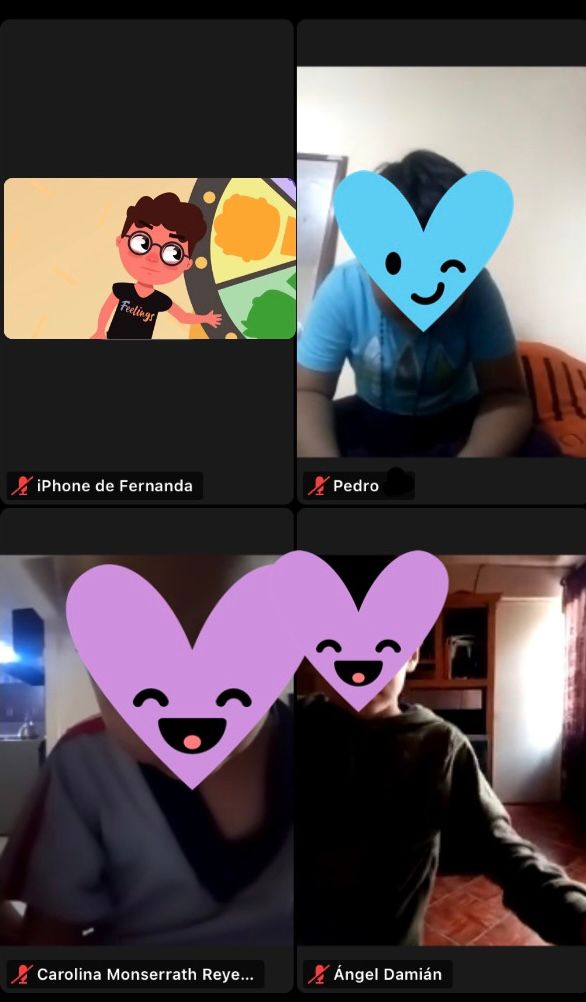 Feelings
iPhone de Fernanda
Pedro
Carolina Monserrath Reye...
Ángel Damián